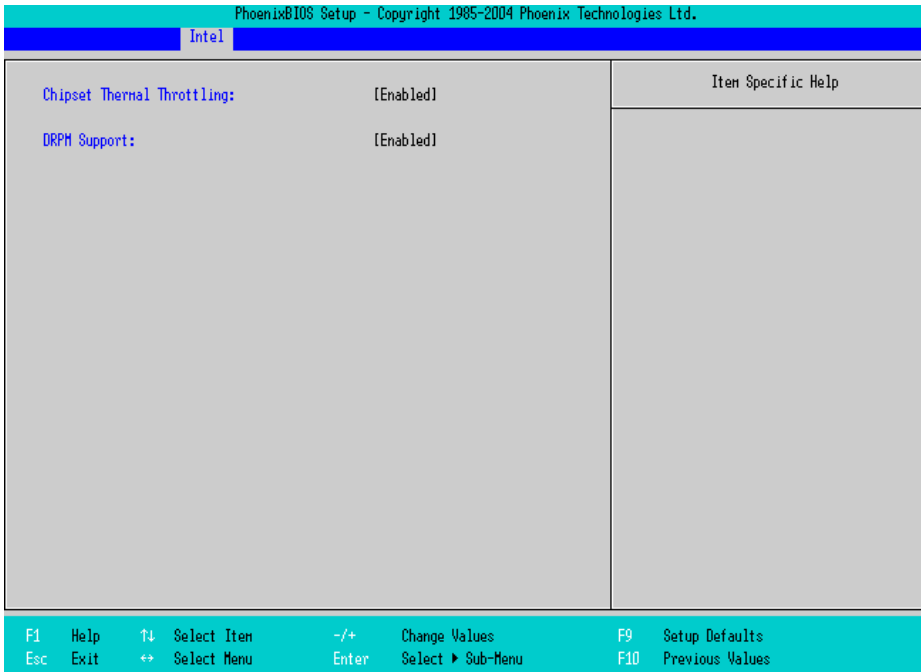 PhoenixBIOS Setup - Copyright 1985-2004 Phoenix Technologies Ltd.
Intel
Item Specific Help
Chipset Thermal Throttling: [Enabled]
DRPM Support: [Enabled]
F1 Help ↑↓ Select Item -/+ Change Values F9 Setup Defaults
Esc Exit ↔ Select Menu Enter Select ▶ Sub-Menu F10 Previous Values